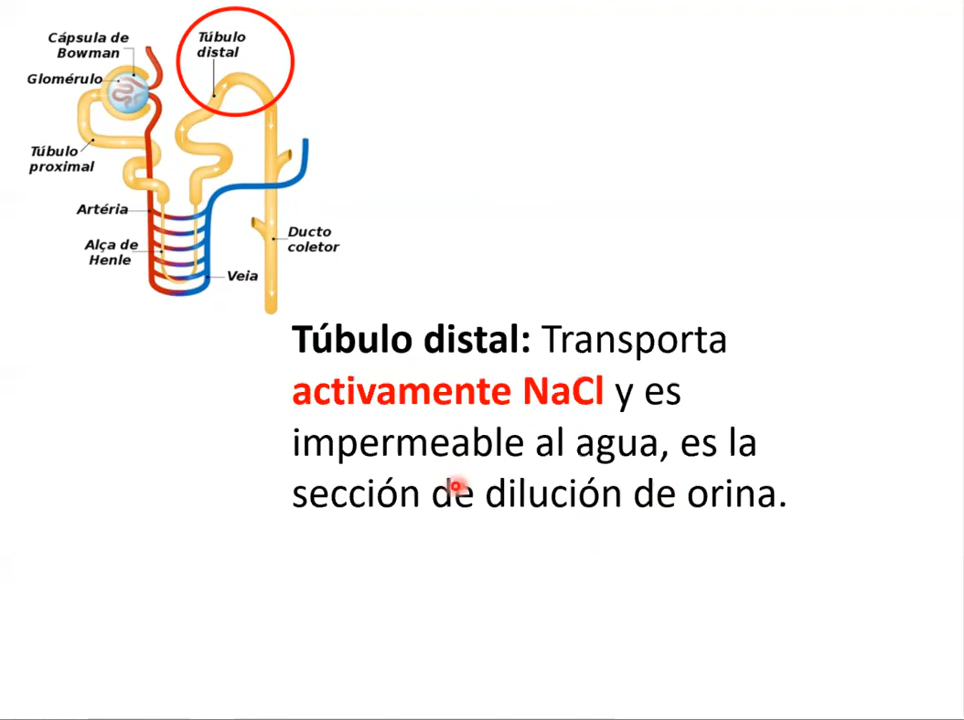 Cápsula de
Bowman
Túbulo
distal
Glomérulo
Túbulo
proximal
Artéria
Alça de
Henle
Ducto
coletor
Veia
Túbulo distal: Transporta
activamente NaCl y es
impermeable al agua, es la
sección de dilución de orina.